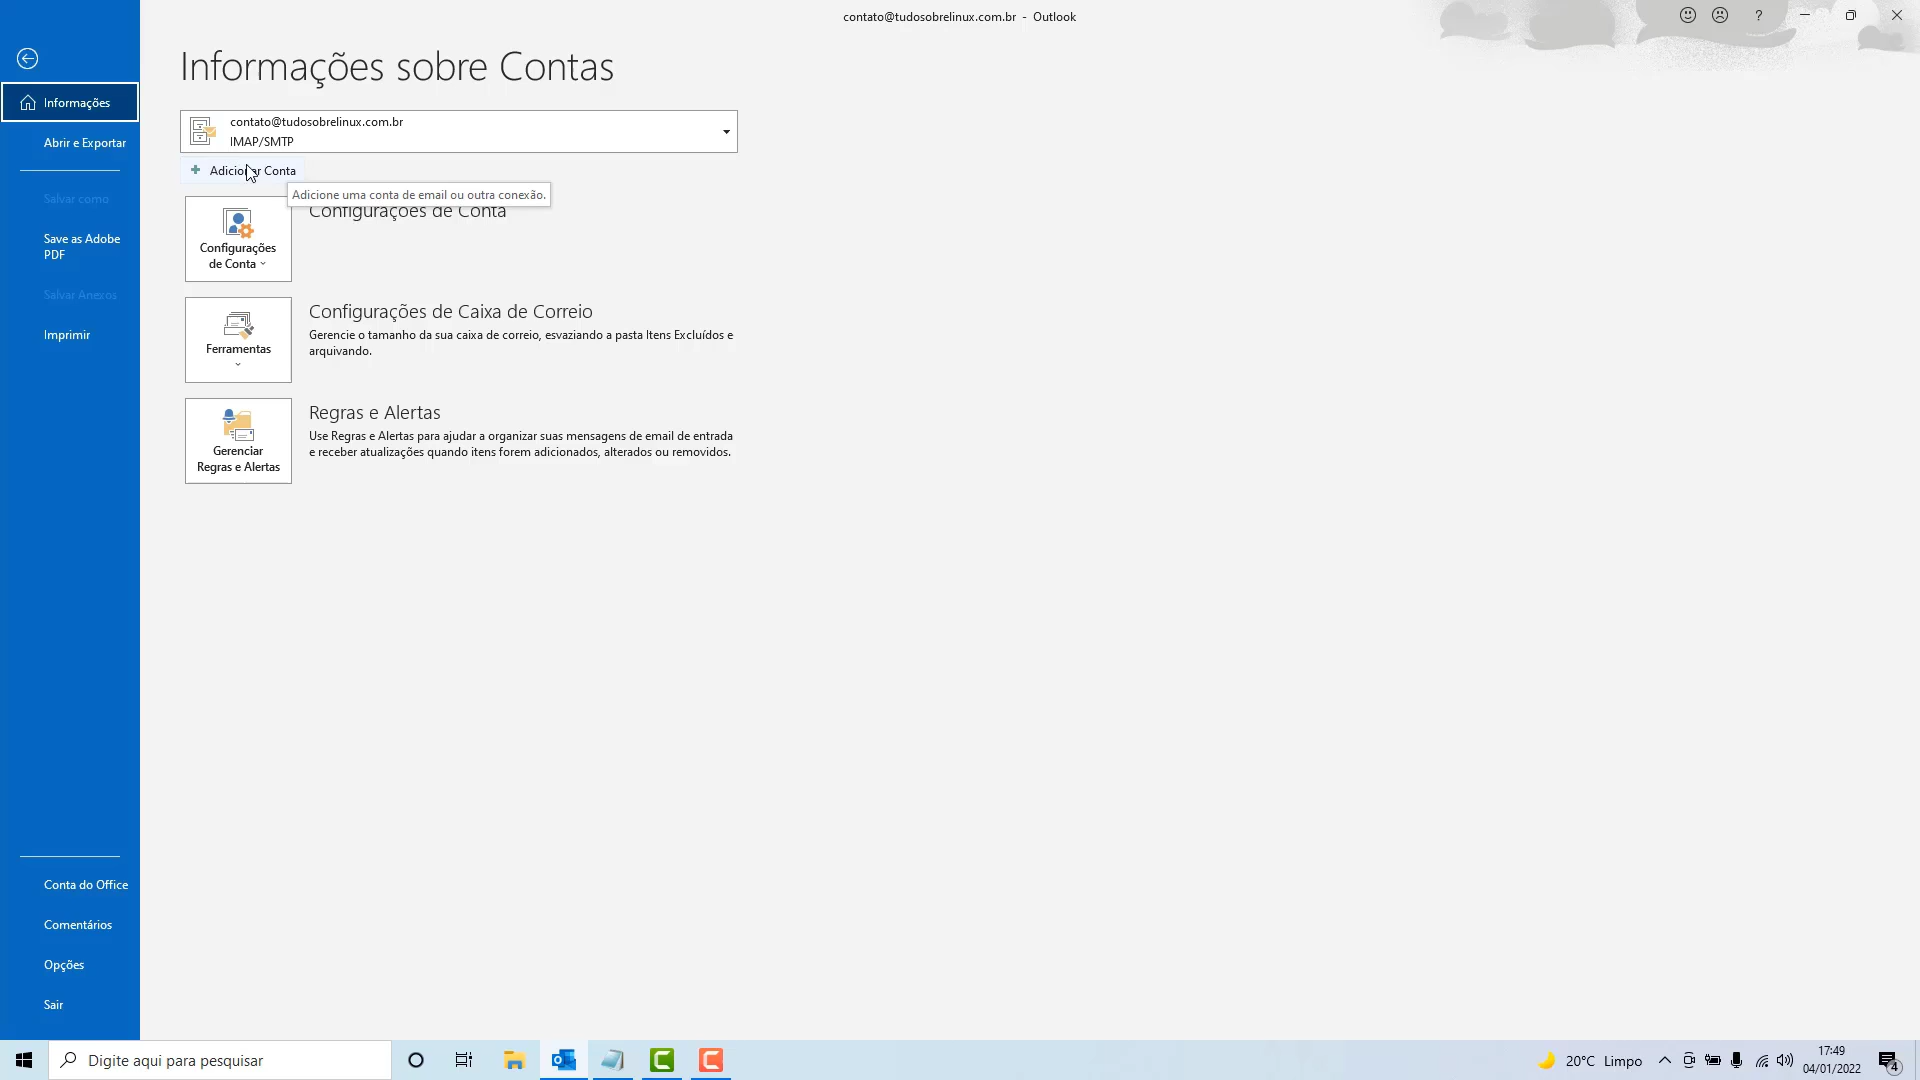 contato@tudosobrelinux.com.br - Outlook
?
Informações sobre Contas
Informações
Abrir e Exportar
Salvar como
Save as Adobe
PDF
Salvar Anexos
Imprimir
Conta do Office
Comentários
Opções
Sair
contato@tudosobrelinux.com.br
IMAP/SMTP
Adicionar Conta
Adicione uma conta de email ou outra conexão.
Configurações
de Conta
Configurações de Conta
Ferramentas
Configurações de Caixa de Correio
Gerencie o tamanho da sua caixa de correio, esvaziando a pasta Itens Excluídos e
arquivando.
Gerenciar
Regras e Alertas
Regras e Alertas
Use Regras e Alertas para ajudar a organizar suas mensagens de email de entrada
e receber atualizações quando itens forem adicionados, alterados ou removidos.
Digite aqui para pesquisar
20°C Limpo
17:49
04/01/2022
4